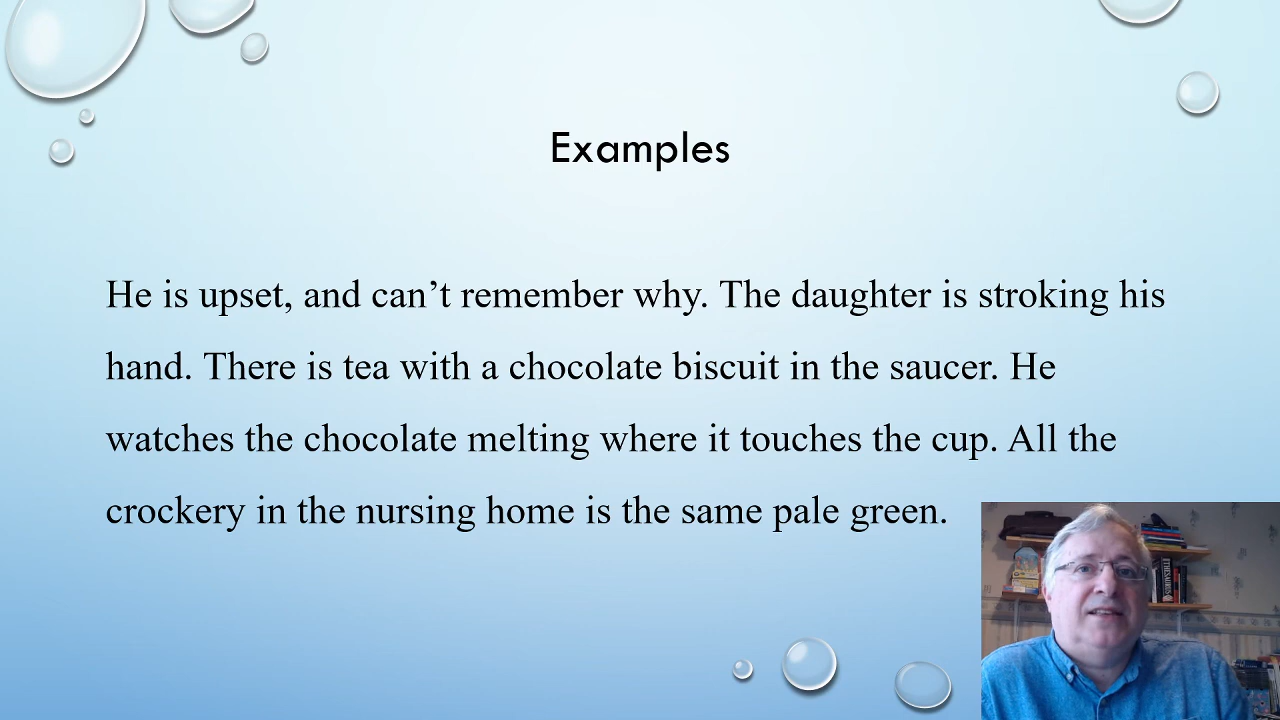 Examples
He is upset, and can’t remember why. The daughter is stroking his
hand. There is tea with a chocolate biscuit in the saucer. He
watches the chocolate melting where it touches the cup. All the
crockery in the nursing home is the same pale green.
THESAURUS